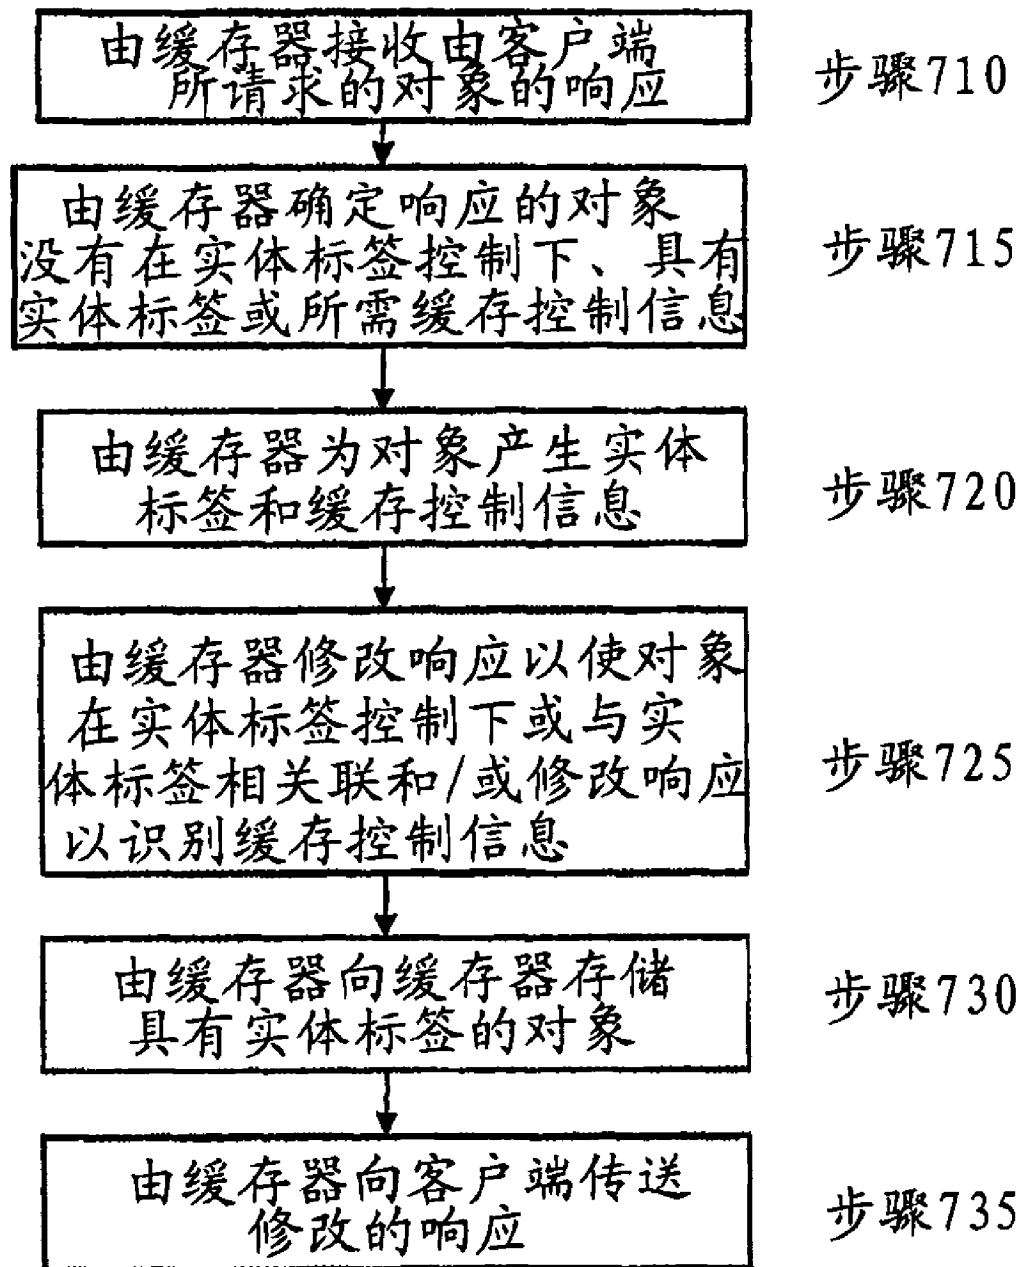 由缓存器接收由客户端
所请求的对象的响应
步骤710
由缓存器确定响应的对象
没有在实体标签控制下、具有
实体标签或所需缓存控制信息
步骤715
由缓存器为对象产生实体
标签和缓存控制信息
步骤720
由缓存器修改响应以使对象
在实体标签控制下或与实
体标签相关联和/或修改响应
以识别缓存控制信息
步骤725
由缓存器向缓存器存储
具有实体标签的对象
步骤730
由缓存器向客户端传送
修改的响应
步骤735